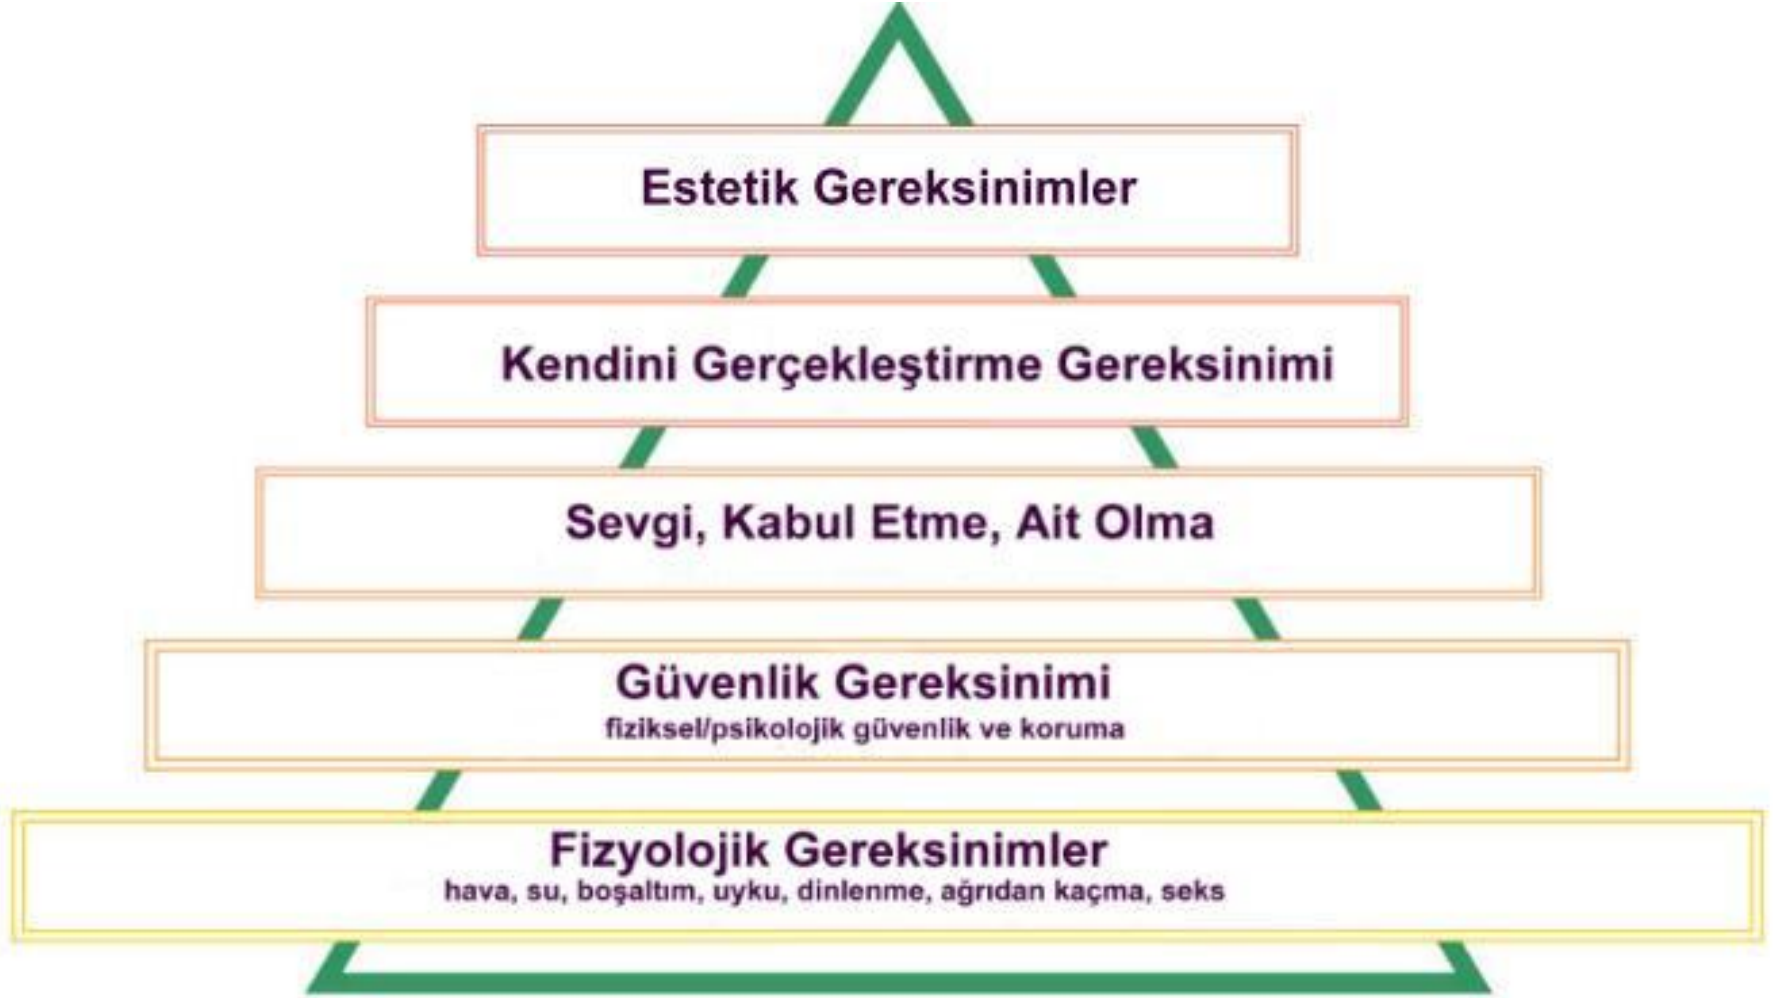 Estetik Gereksinimler
Kendini Gerçekleştirme Gereksinimi
Sevgi, Kabul Etme, Ait Olma
Güvenlik Gereksinimi
fiziksel/psikolojik güvenlik ve koruma
Fizyolojik Gereksinimler
hava, su, boşaltım, uyku, dinlenme, ağrıdan kaçma, seks